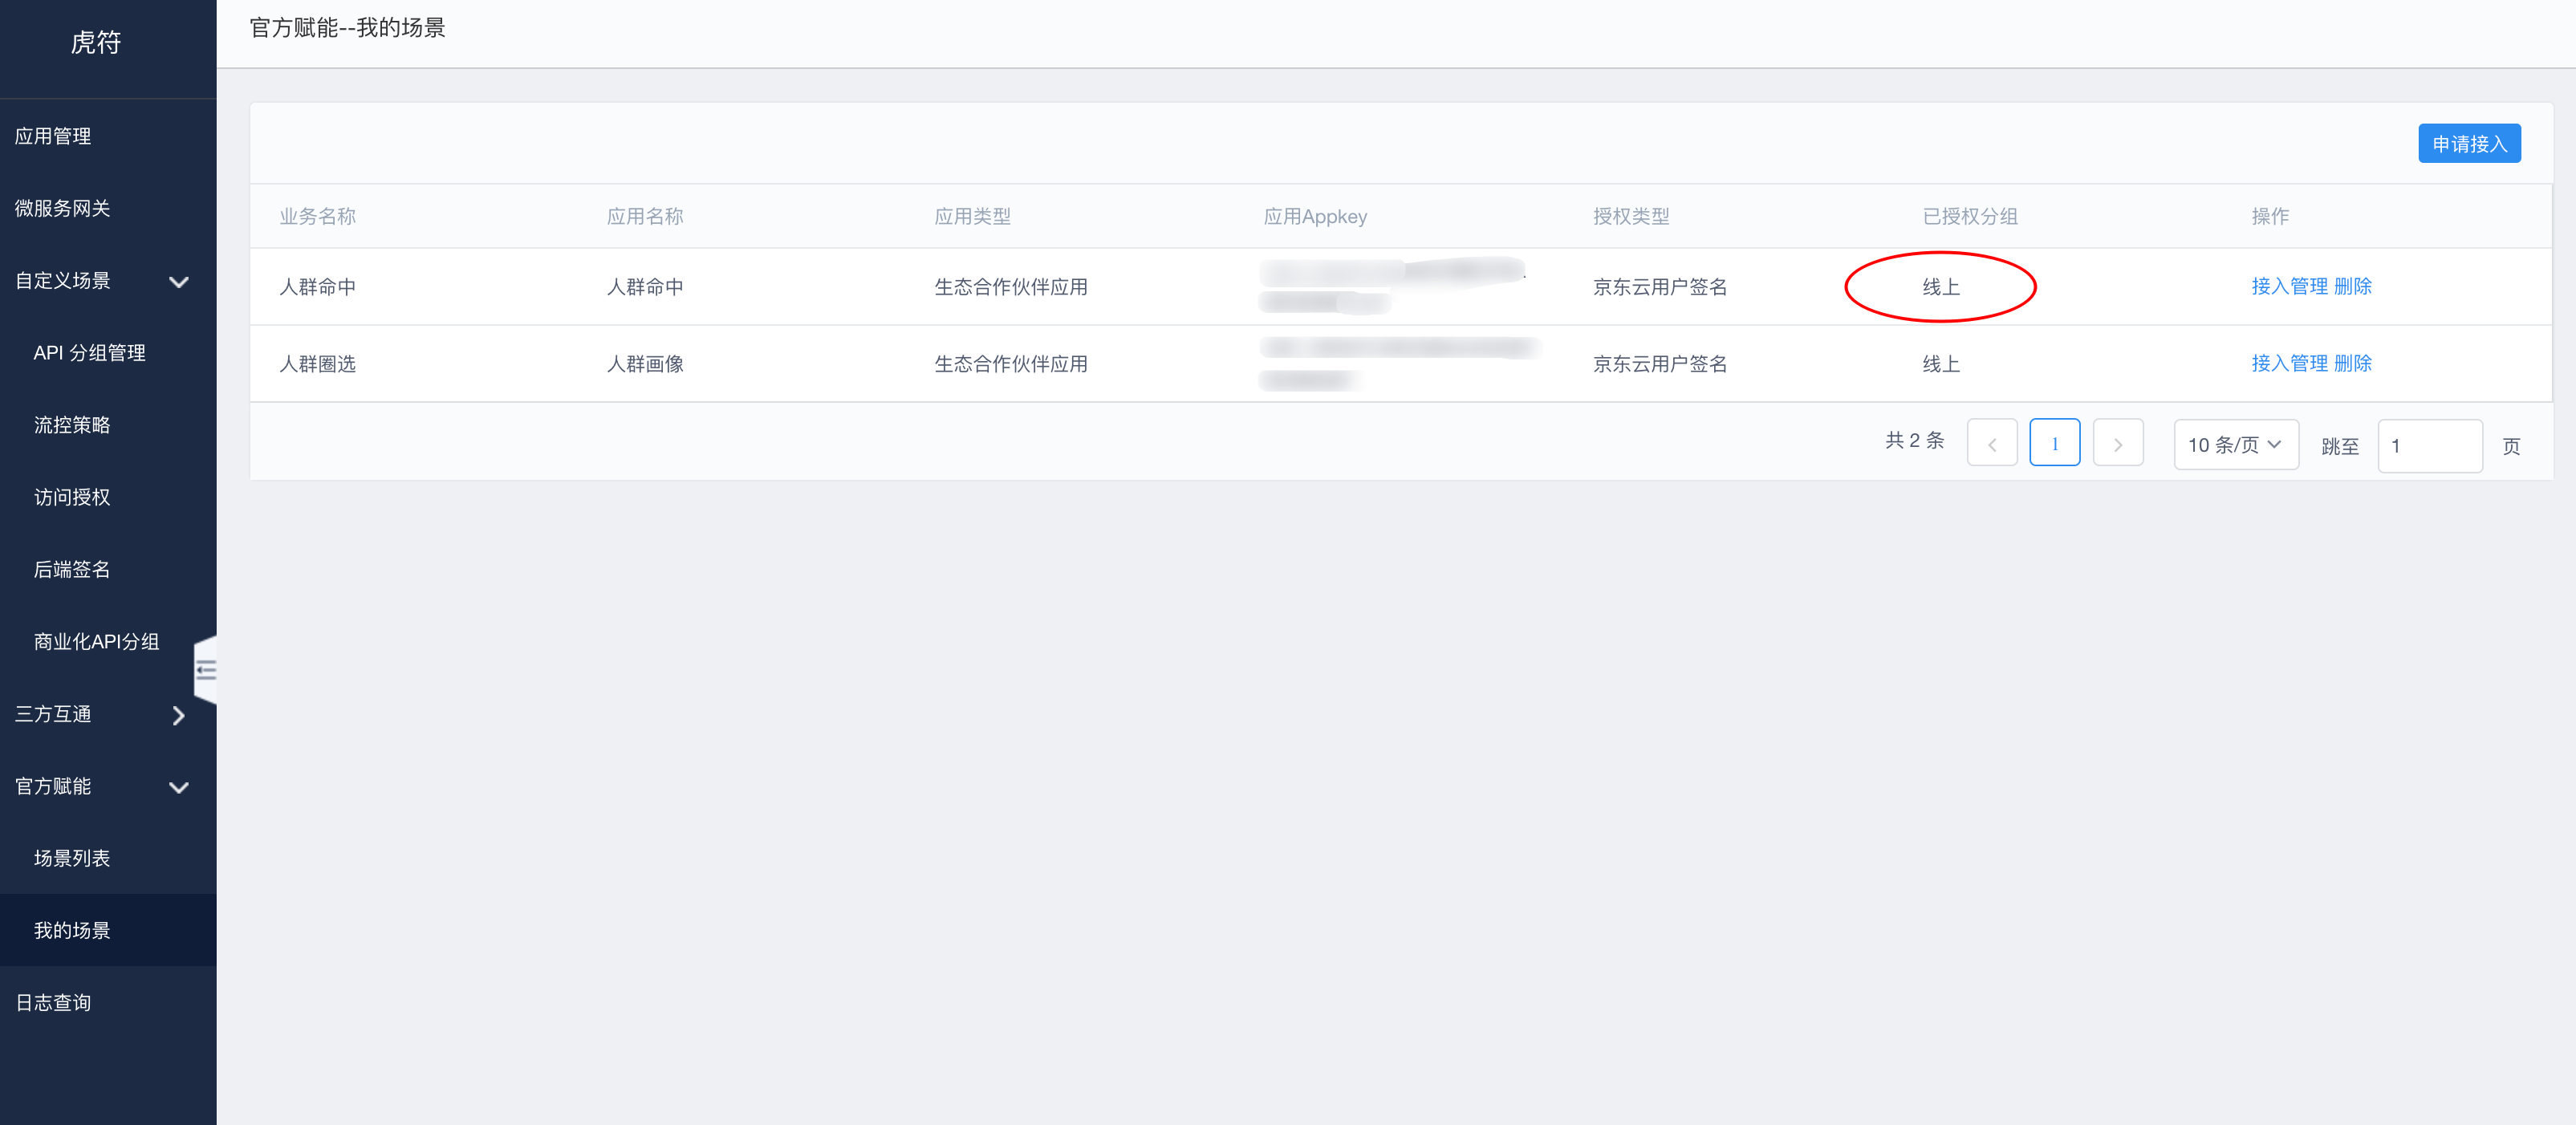 虎符
应用管理
微服务网关
自定义场景
API 分组管理
流控策略
访问授权
后端签名
商业化API分组
三方互通
官方赋能
场景列表
我的场景
日志查询
官方赋能--我的场景
申请接入
业务名称 应用名称 应用类型 应用Appkey 授权类型 已授权分组 操作
人群命中 人群命中 生态合作伙伴应用 京东云用户签名 线上 接入管理 删除
人群圈选 人群画像 生态合作伙伴应用 京东云用户签名 线上 接入管理 删除
共 2 条 1 10 条/页 跳至 1 页